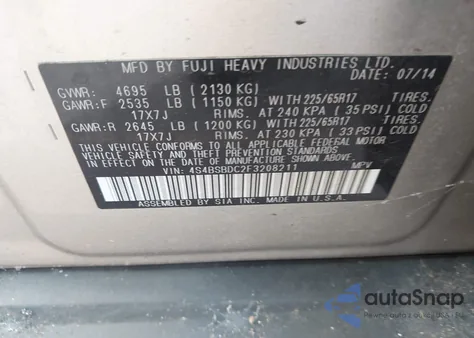 MFD BY FUJI HEAVY INDUSTRIES LTD.
DATE: 07/14
GVWR: 4695 LB (2130 KG)
GAWR:F 2535 LB (1150 KG) WITH 225/65R17 TIRES.
17X7J RIMS. AT 240 KPA (35 PSI) COLD
GAWR:R 2645 LB (1200 KG) WITH 225/65R17 TIRES.
17X7J RIMS. AT 230 KPA (33 PSI) COLD
THIS VEHICLE CONFORMS TO ALL APPLICABLE FEDERAL MOTOR
VEHICLE SAFETY AND THEFT PREVENTION STANDARDS
IN EFFECT ON THE DATE OF MANUFACTURE SHOWN ABOVE.
VIN: 4S4BSBDC2F3208211 MPV
ASSEMBLED BY SIA INC. MADE IN U.S.A.
autoSnap